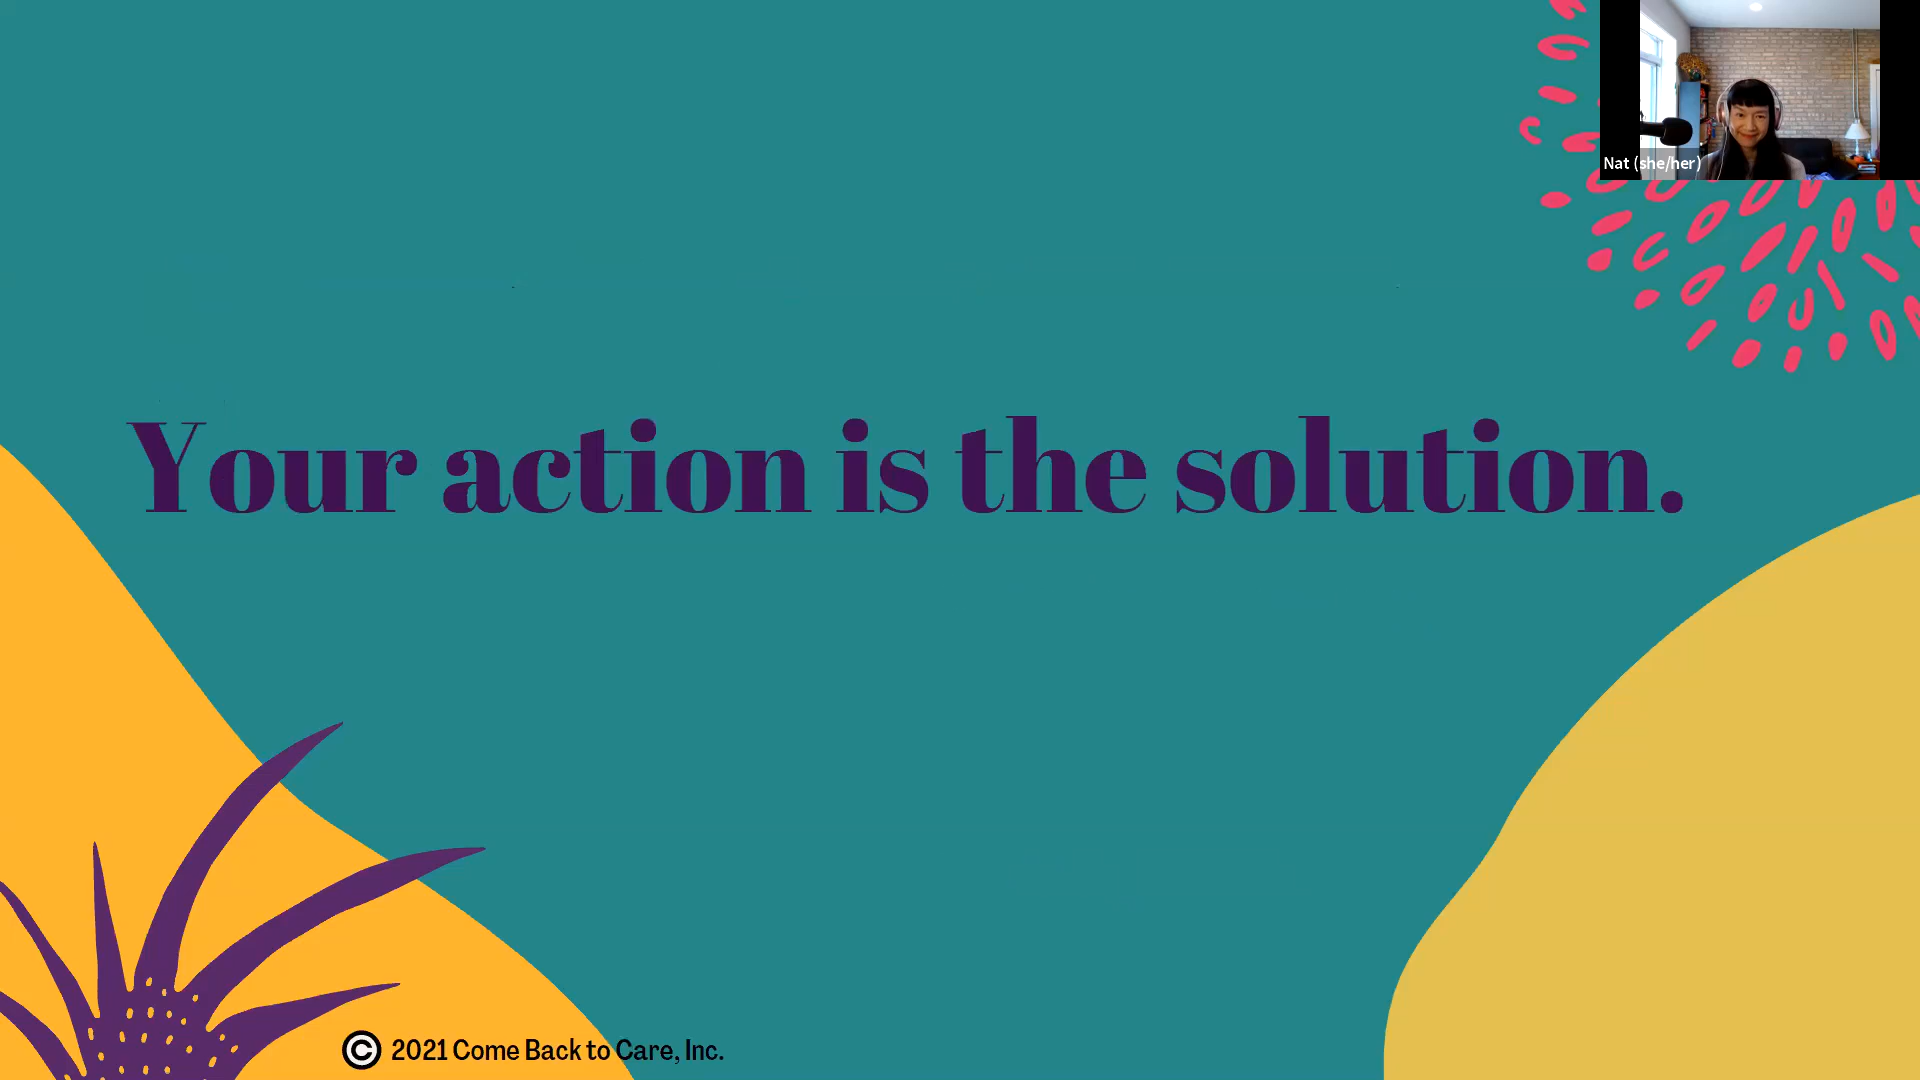 Nat (she/her)
Your action is the solution.
© 2021 Come Back to Care, Inc.